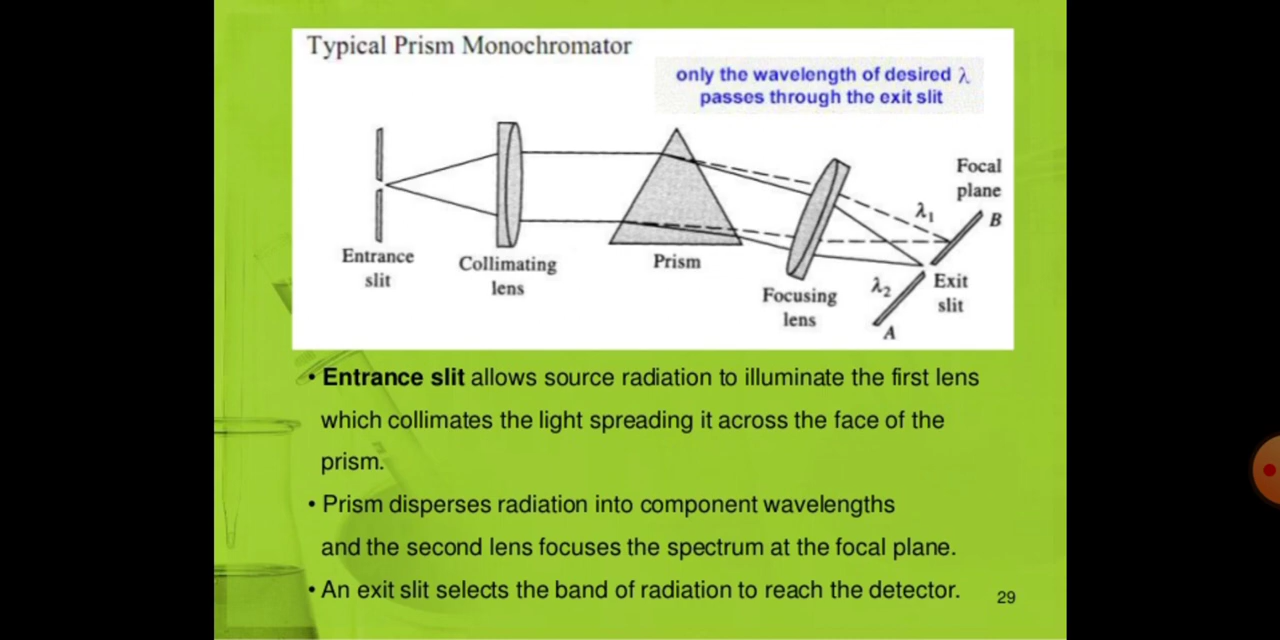 Typical Prism Monochromator
only the wavelength of desired λ
passes through the exit slit
Focal
plane
λ₁
B
Entrance
slit
Collimating
lens
Prism
Focusing
lens
λ₂
Exit
slit
A
• Entrance slit allows source radiation to illuminate the first lens
which collimates the light spreading it across the face of the
prism.
• Prism disperses radiation into component wavelengths
and the second lens focuses the spectrum at the focal plane.
• An exit slit selects the band of radiation to reach the detector.
29